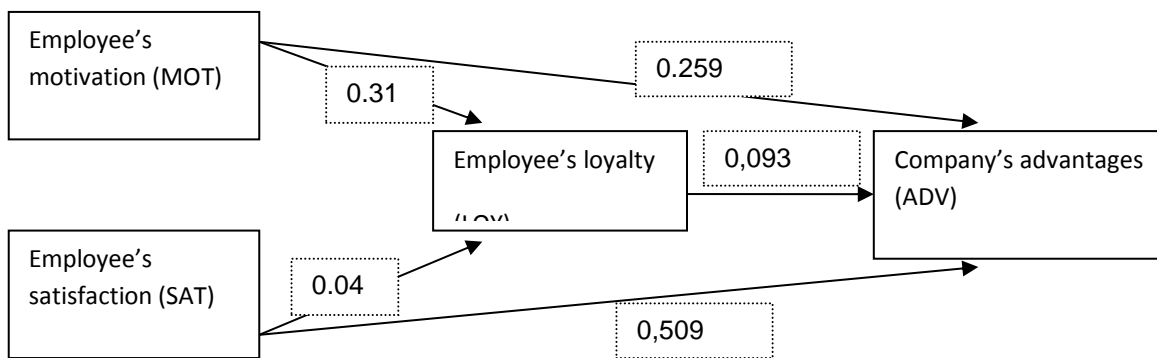 Employee’s
motivation (MOT)
0.259
0.31
Employee’s loyalty
0,093
Company’s advantages
(ADV)
Employee’s
satisfaction (SAT)
0.04
0,509